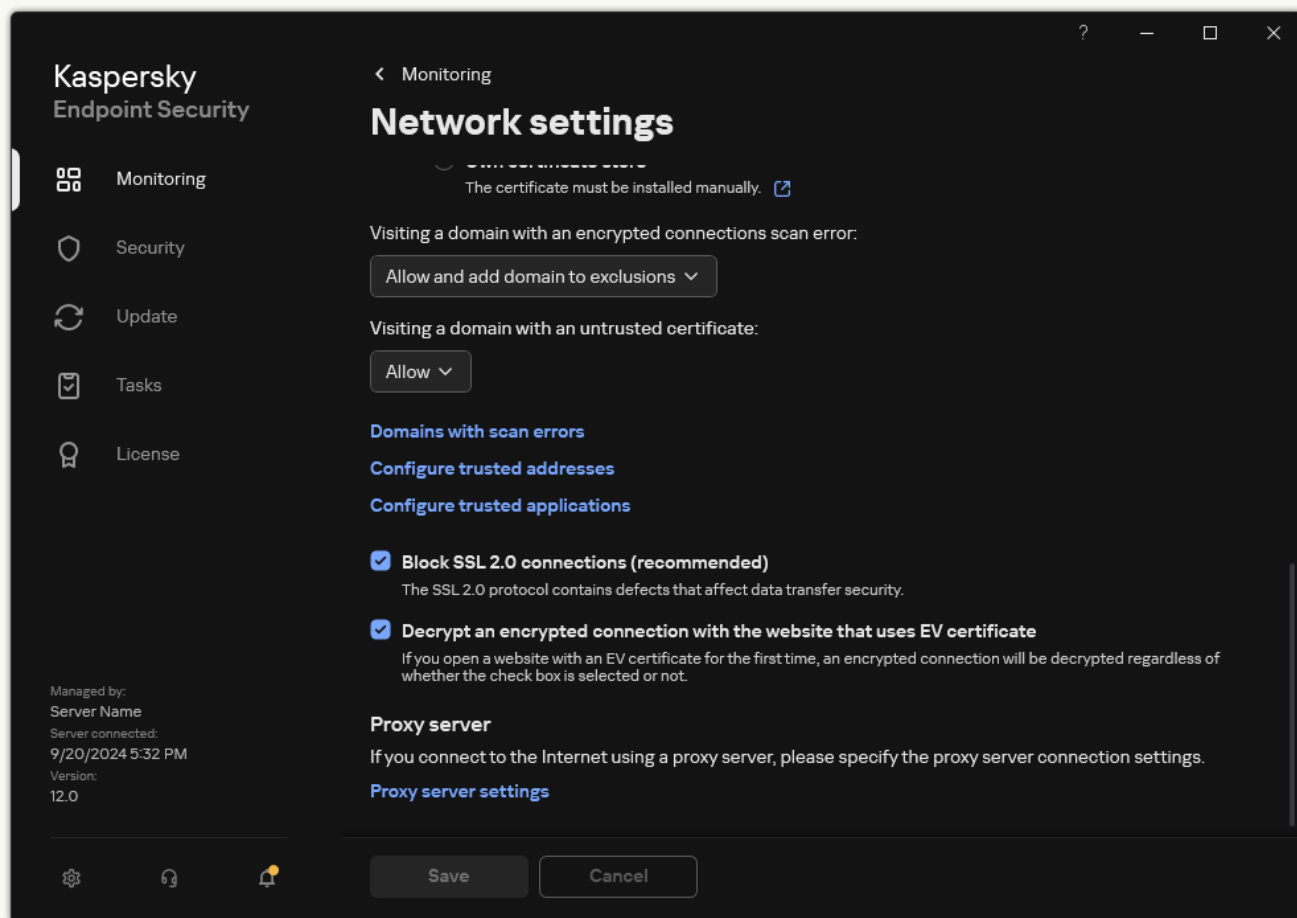 ?
Kaspersky
Endpoint Security
Monitoring
Security
Update
Tasks
License
Managed by:
Server Name
Server connected:
9/20/2024 5:32 PM
Version:
12.0
Monitoring
Network settings
Own certificate store
The certificate must be installed manually.
Visiting a domain with an encrypted connections scan error:
Allow and add domain to exclusions
Visiting a domain with an untrusted certificate:
Allow
Domains with scan errors
Configure trusted addresses
Configure trusted applications
Block SSL 2.0 connections (recommended)
The SSL 2.0 protocol contains defects that affect data transfer security.
Decrypt an encrypted connection with the website that uses EV certificate
If you open a website with an EV certificate for the first time, an encrypted connection will be decrypted regardless of
whether the check box is selected or not.
Proxy server
If you connect to the Internet using a proxy server, please specify the proxy server connection settings.
Proxy server settings
Save
Cancel